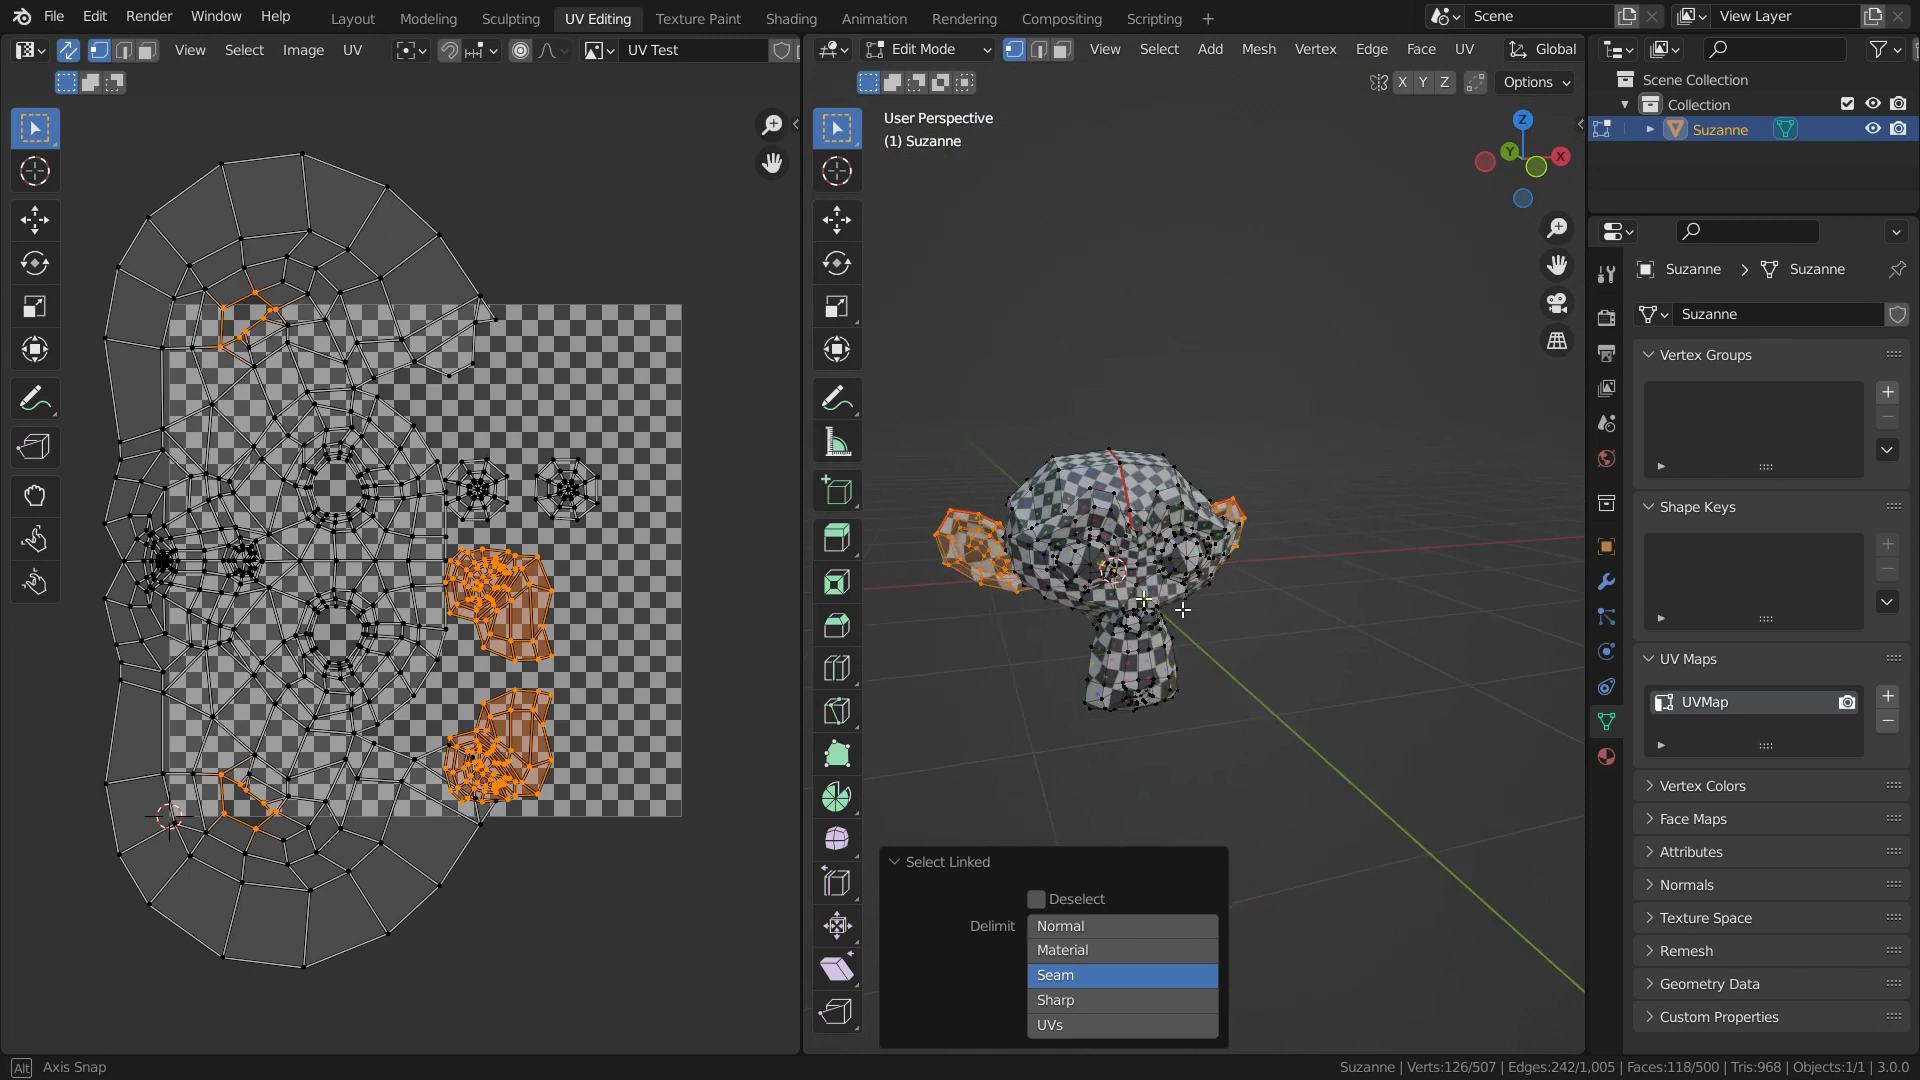 File Edit Render Window Help Layout Modeling Sculpting UV Editing Texture Paint Shading Animation Rendering Compositing Scripting + Scene View Layer
View Select Image UV UV Test
Edit Mode View Select Add Mesh Vertex Edge Face UV Global
X Y Z Options
User Perspective
(1) Suzanne
Z
Y
X
Scene Collection
Collection
Suzanne
Suzanne > Suzanne
Suzanne
Vertex Groups
Shape Keys
UV Maps
UVMap
Vertex Colors
Face Maps
Attributes
Normals
Texture Space
Remesh
Geometry Data
Custom Properties
Select Linked
Deselect
Delimit Normal
Material
Seam
Sharp
UVs
Alt Axis Snap
Suzanne | Verts:126/507 | Edges:242/1,005 | Faces:118/500 | Tris:968 | Objects:1/1 | 3.0.0